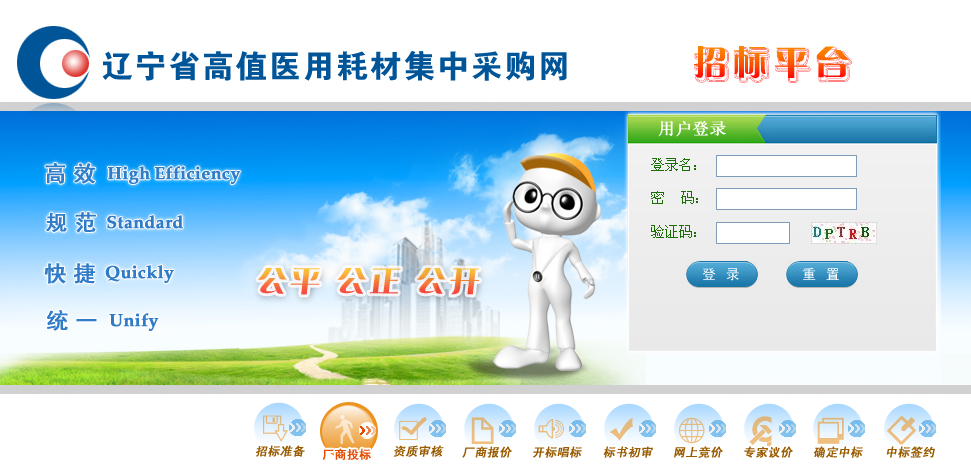 辽宁省高值医用耗材集中采购网
招标平台
高效 High Efficiency
规范 Standard
快捷 Quickly
统一 Unify
公平 公正 公开
用户登录
登录名：
密 码：
验证码：
DPTRB
登 录 重 置
招标准备 厂商投标 资质审核 厂商报价 开标唱标 标书初审 网上竞价 专家议价 确定中标 中标签约